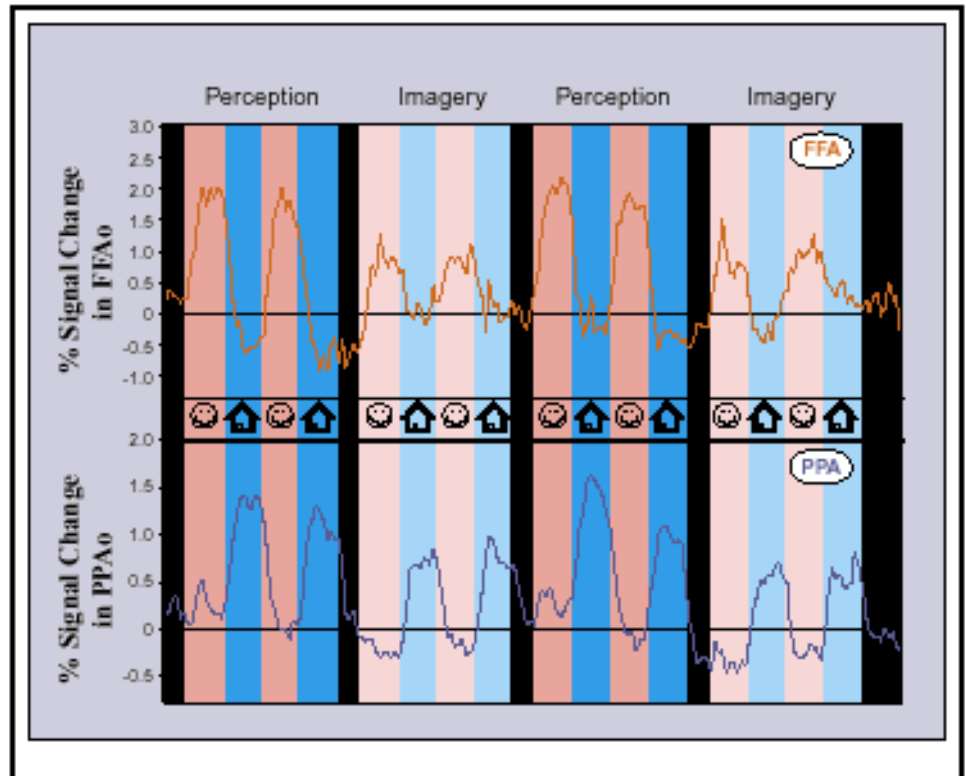 Perception Imagery Perception Imagery
% Signal Change
in FFAo
3.0
2.5
2.0
1.5
1.0
0.5
0
-0.5
-1.0
FFA
% Signal Change
in PPAo
2.0
1.5
1.0
0.5
0
-0.5
PPA